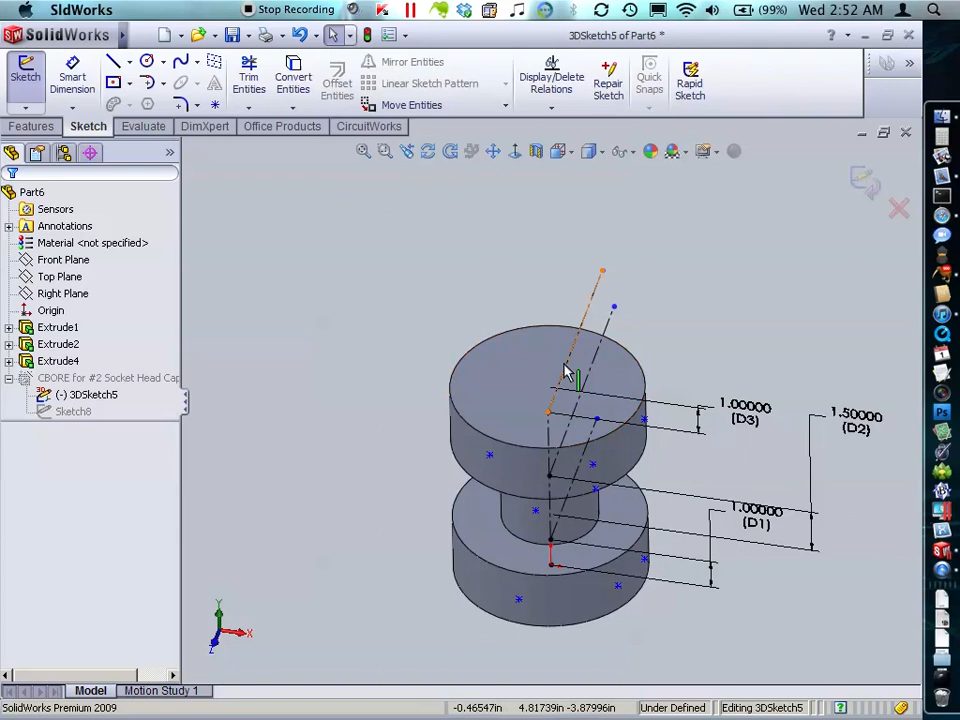 SldWorks
Stop Recording
(99%) Wed 2:52 AM
SolidWorks
3DSketch5 of Part6 *
Sketch
Smart Dimension
Trim Entities
Convert Entities
Offset Entities
Mirror Entities
Linear Sketch Pattern
Move Entities
Display/Delete Relations
Repair Sketch
Quick Snaps
Rapid Sketch
Features
Sketch
Evaluate
DimXpert
Office Products
CircuitWorks
Part6
Sensors
Annotations
Material <not specified>
Front Plane
Top Plane
Right Plane
Origin
Extrude1
Extrude2
Extrude4
CBORE for #2 Socket Head Cap
3D (-) 3DSketch5
Sketch8
1.00000
(D3)
1.50000
(D2)
1.00000
(D1)
Y
X
Z
Model
Motion Study 1
SolidWorks Premium 2009
-0.46547in 4.81739in -3.87996in Under Defined Editing 3DSketch5